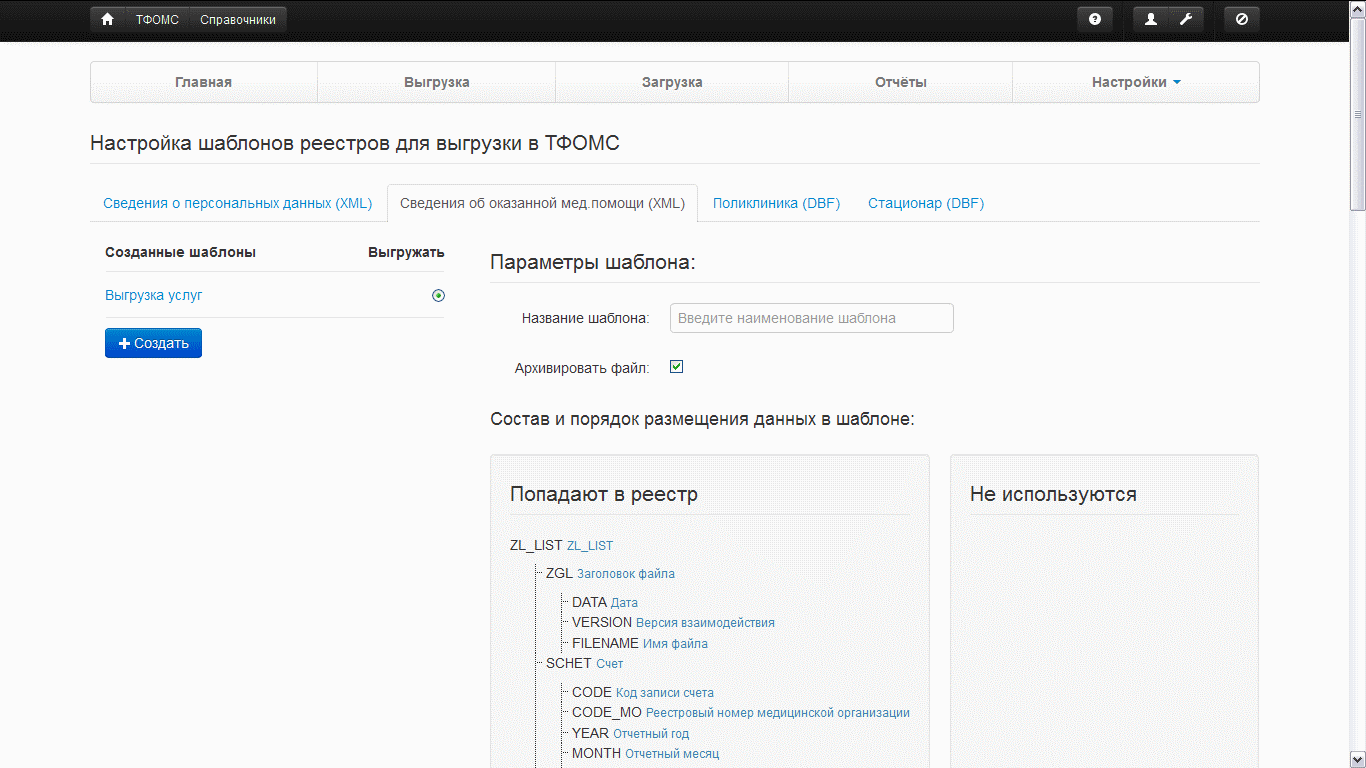 ТФОМС Справочники
Главная Выгрузка Загрузка Отчёты Настройки
Настройка шаблонов реестров для выгрузки в ТФОМС
Сведения о персональных данных (XML) Сведения об оказанной мед.помощи (XML) Поликлиника (DBF) Стационар (DBF)
Созданные шаблоны Выгружать
Выгрузка услуг
Создать
Параметры шаблона:
Название шаблона: Введите наименование шаблона
Архивировать файл:
Состав и порядок размещения данных в шаблоне:
Попадают в реестр
ZL_LIST ZL_LIST
ZGL Заголовок файла
DATA Дата
VERSION Версия взаимодействия
FILENAME Имя файла
SCHET Счет
CODE Код записи счета
CODE_MO Реестровый номер медицинской организации
YEAR Отчетный год
MONTH Отчетный месяц
Не используются